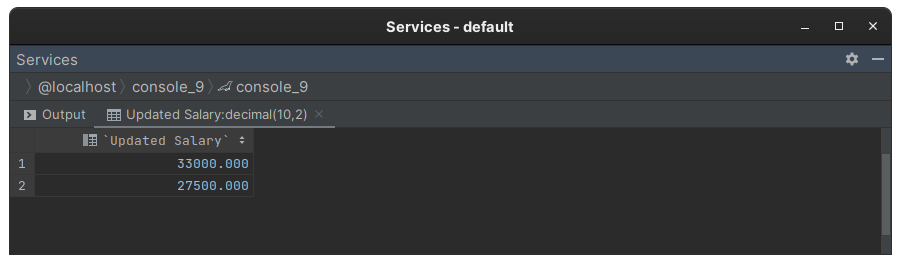 Services - default
Services
@localhost console_9 console_9
Output Updated Salary:decimal(10,2)
`Updated Salary`
1 33000.000
2 27500.000